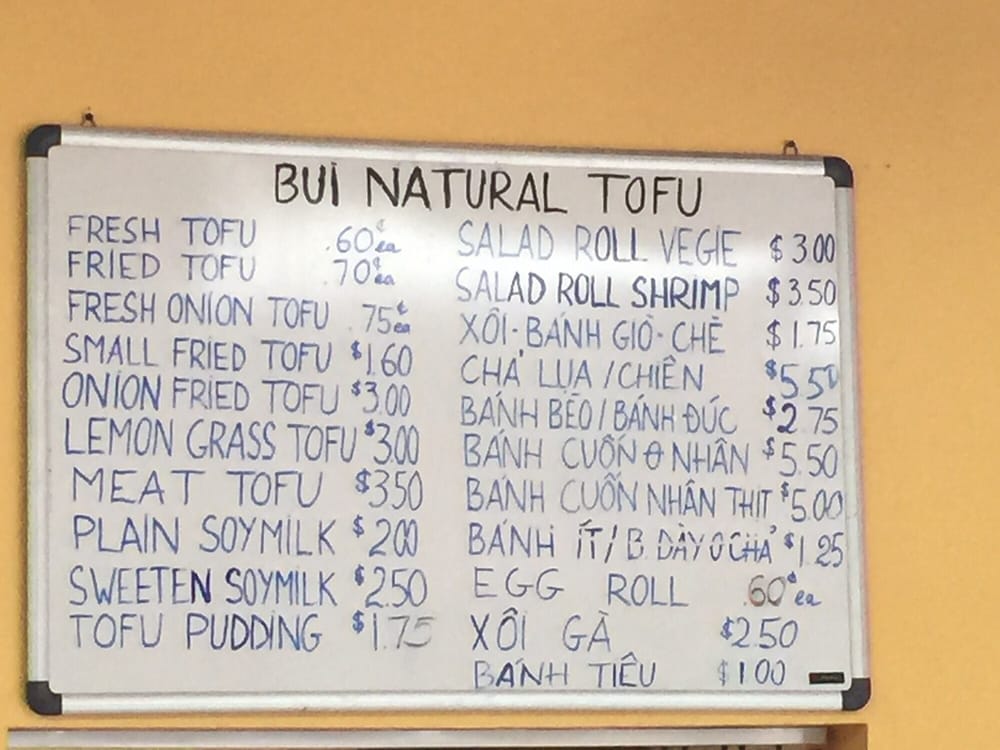 BUI NATURAL TOFU
FRESH TOFU .60¢ ea
FRIED TOFU .70¢ ea
FRESH ONION TOFU .75¢ ea
SMALL FRIED TOFU $1.60
ONION FRIED TOFU $3.00
LEMON GRASS TOFU $3.00
MEAT TOFU $3.50
PLAIN SOYMILK $2.00
SWEETEN SOYMILK $2.50
TOFU PUDDING $1.75
SALAD ROLL VEGIE $3.00
SALAD ROLL SHRIMP $3.50
XÔI-BÁNH GIÒ-CHÈ $1.75
CHẢ LỤA/CHIÊN $5.50
BÁNH BÈO/BÁNH ĐÚC $2.75
BÁNH CUỐN O NHÂN $5.50
BÁNH CUỐN NHÂN THỊT $5.00
BÁNH ÍT/B. DÀY O CHẢ $1.25
EGG ROLL .60¢ ea
XÔI GÀ $2.50
BÁNH TIÊU $1.00